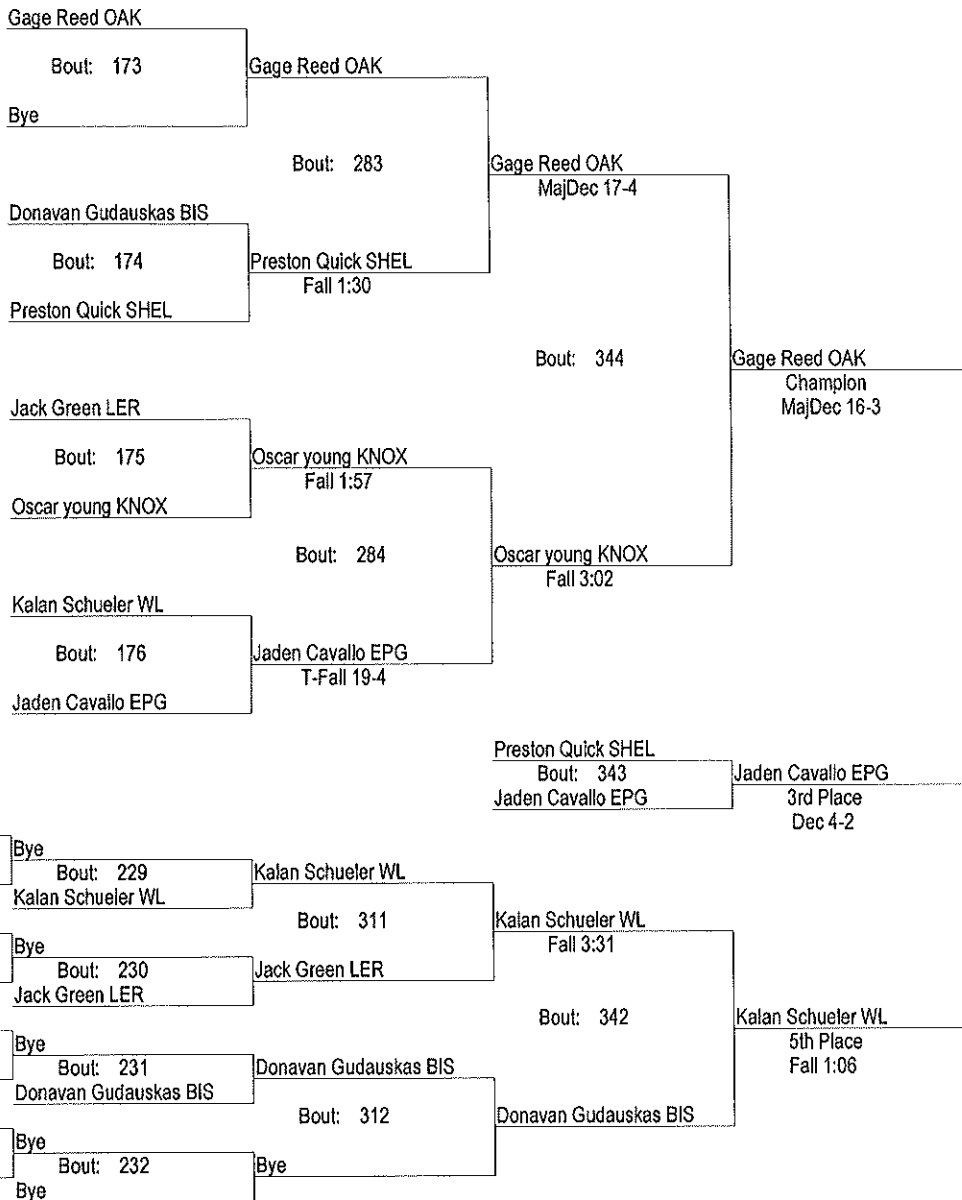 Gage Reed OAK
Bout: 173
Bye
Gage Reed OAK
Bout: 283
Donavan Gudauskas BIS
Bout: 174
Preston Quick SHEL
Preston Quick SHEL
Fall 1:30
Gage Reed OAK
MajDec 17-4
Bout: 344
Jack Green LER
Bout: 175
Oscar young KNOX
Oscar young KNOX
Fall 1:57
Bout: 284
Kalan Schueler WL
Bout: 176
Jaden Cavallo EPG
Jaden Cavallo EPG
T-Fall 19-4
Oscar young KNOX
Fall 3:02
Gage Reed OAK
Champion
MajDec 16-3
Preston Quick SHEL
Bout: 343
Jaden Cavallo EPG
Jaden Cavallo EPG
3rd Place
Dec 4-2
Bye
Bout: 229
Kalan Schueler WL
Kalan Schueler WL
Bout: 311
Bye
Bout: 230
Jack Green LER
Jack Green LER
Kalan Schueler WL
Fall 3:31
Bout: 342
Bye
Bout: 231
Donavan Gudauskas BIS
Donavan Gudauskas BIS
Bout: 312
Bye
Bout: 232
Bye
Bye
Donavan Gudauskas BIS
Kalan Schueler WL
5th Place
Fall 1:06